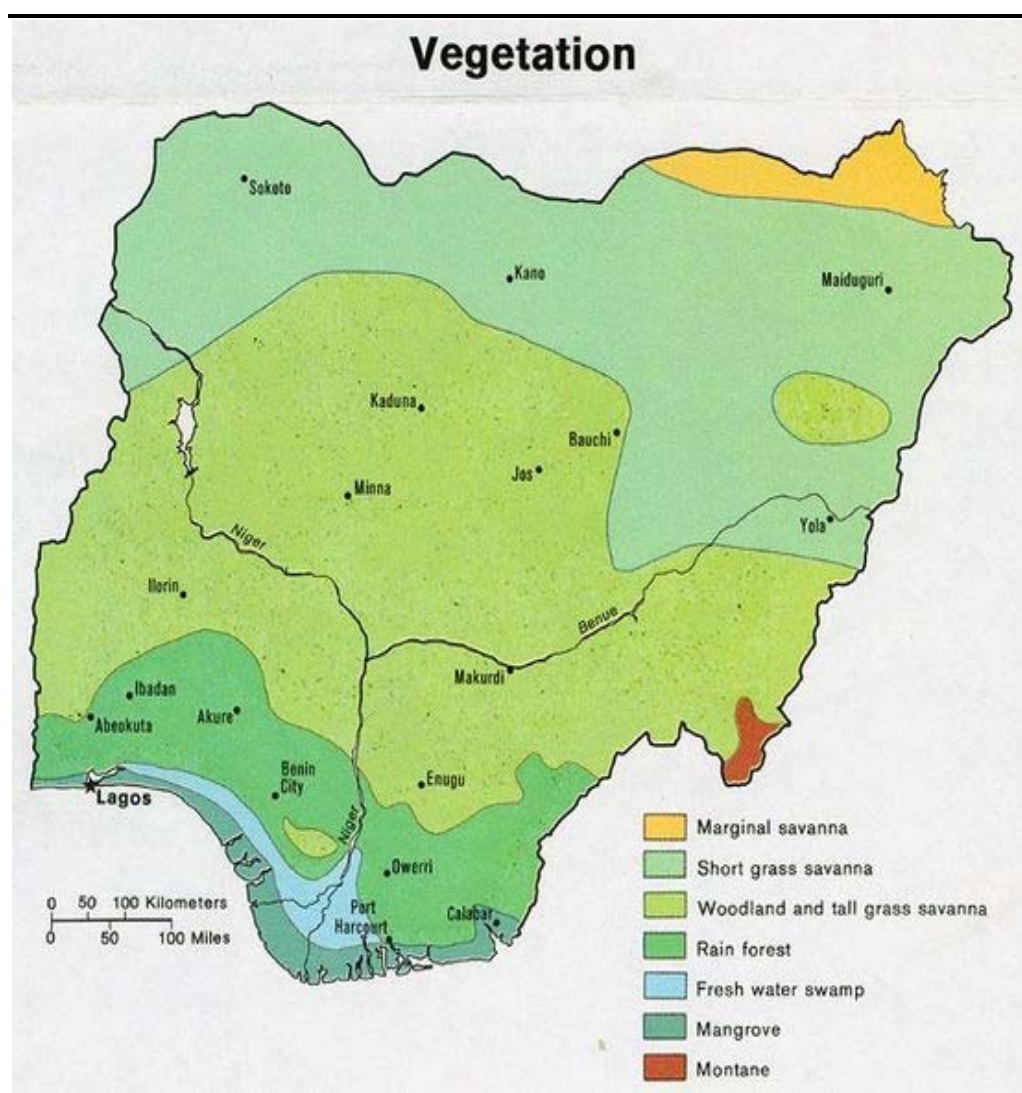 Vegetation
Sokoto
Kano
Maiduguri
Kaduna
Bauchi
Jos
Minna
Yola
Niger
Ilorin
Benue
Makurdi
Ibadan
Abeokuta
Akure
Benin
City
Enugu
Lagos
Niger
Owerri
Port
Harcourt
Calabar
0 50 100 Kilometers
0 50 100 Miles
Marginal savanna
Short grass savanna
Woodland and tall grass savanna
Rain forest
Fresh water swamp
Mangrove
Montane